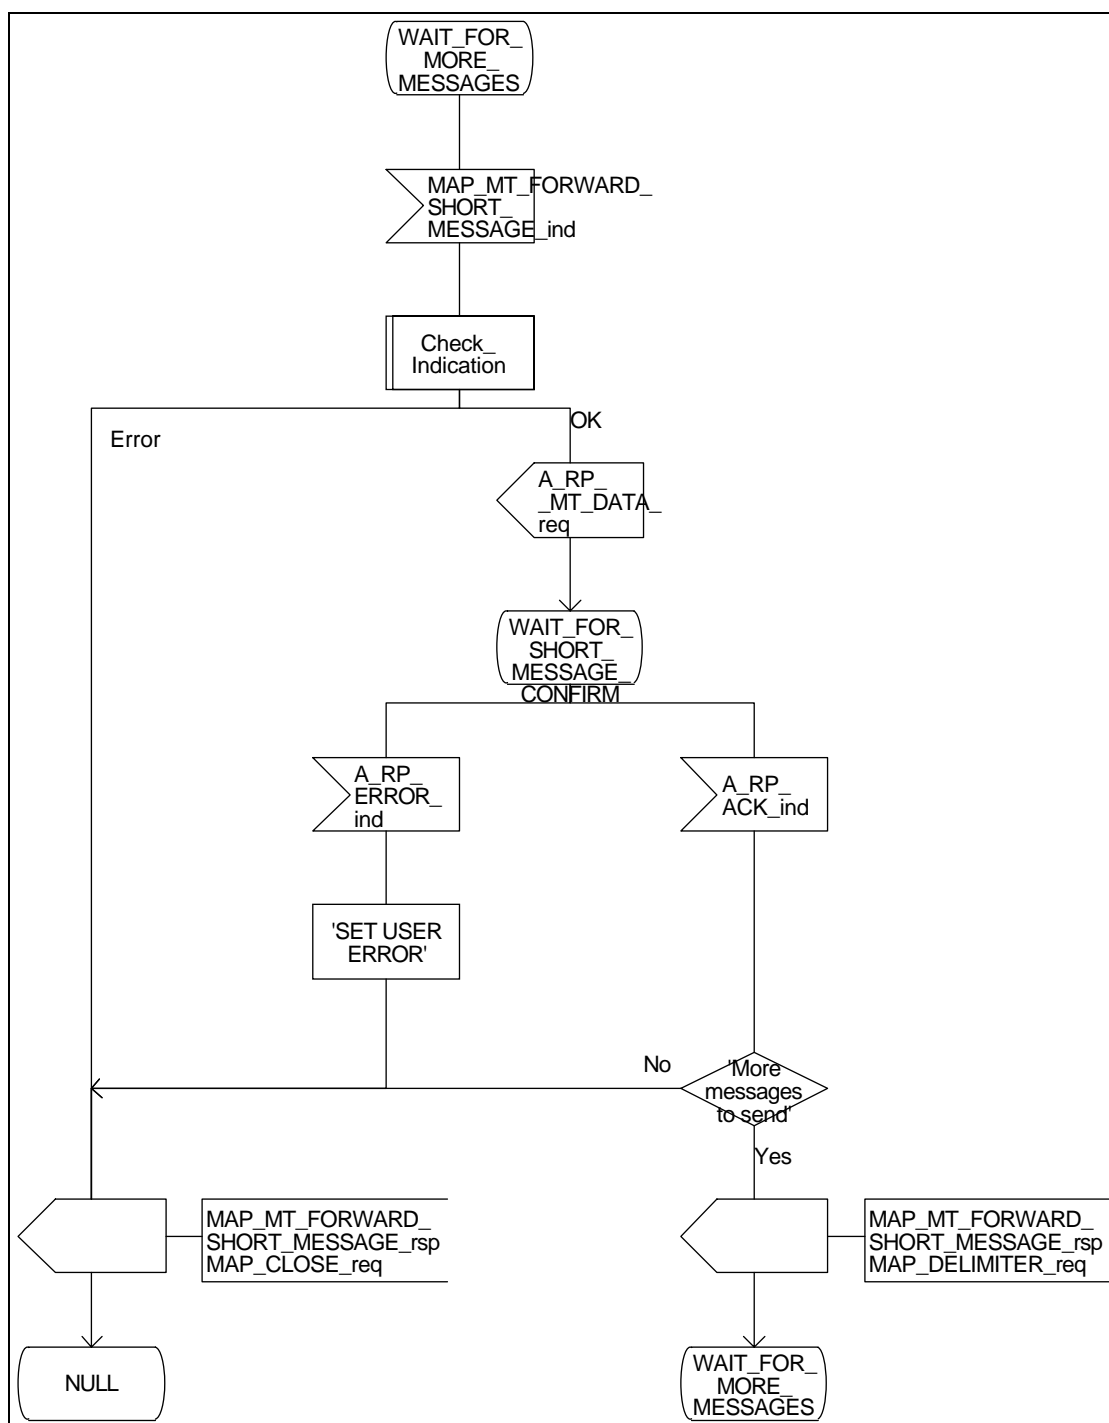 WAIT_FOR_
MORE_
MESSAGES
MAP_MT_FORWARD_
SHORT_
MESSAGE_ind
Check_
Indication
Error
OK
A_RP_
_MT_DATA_
req
WAIT_FOR_
SHORT_
MESSAGE_
CONFIRM
A_RP_
ERROR_
ind
A_RP_
ACK_ind
'SET USER
ERROR'
No
'More
messages
to send'
Yes
MAP_MT_FORWARD_
SHORT_MESSAGE_rsp
MAP_CLOSE_req
MAP_MT_FORWARD_
SHORT_MESSAGE_rsp
MAP_DELIMITER_req
NULL
WAIT_FOR_
MORE_
MESSAGES